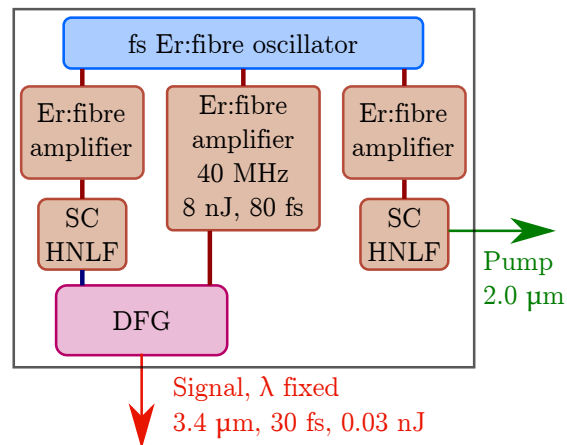 fs Er:fibre oscillator
Er:fibre
amplifier
Er:fibre
amplifier
40 MHz
8 nJ, 80 fs
Er:fibre
amplifier
SC
HNLF
SC
HNLF
Pump
2.0 µm
DFG
Signal, λ fixed
3.4 µm, 30 fs, 0.03 nJ